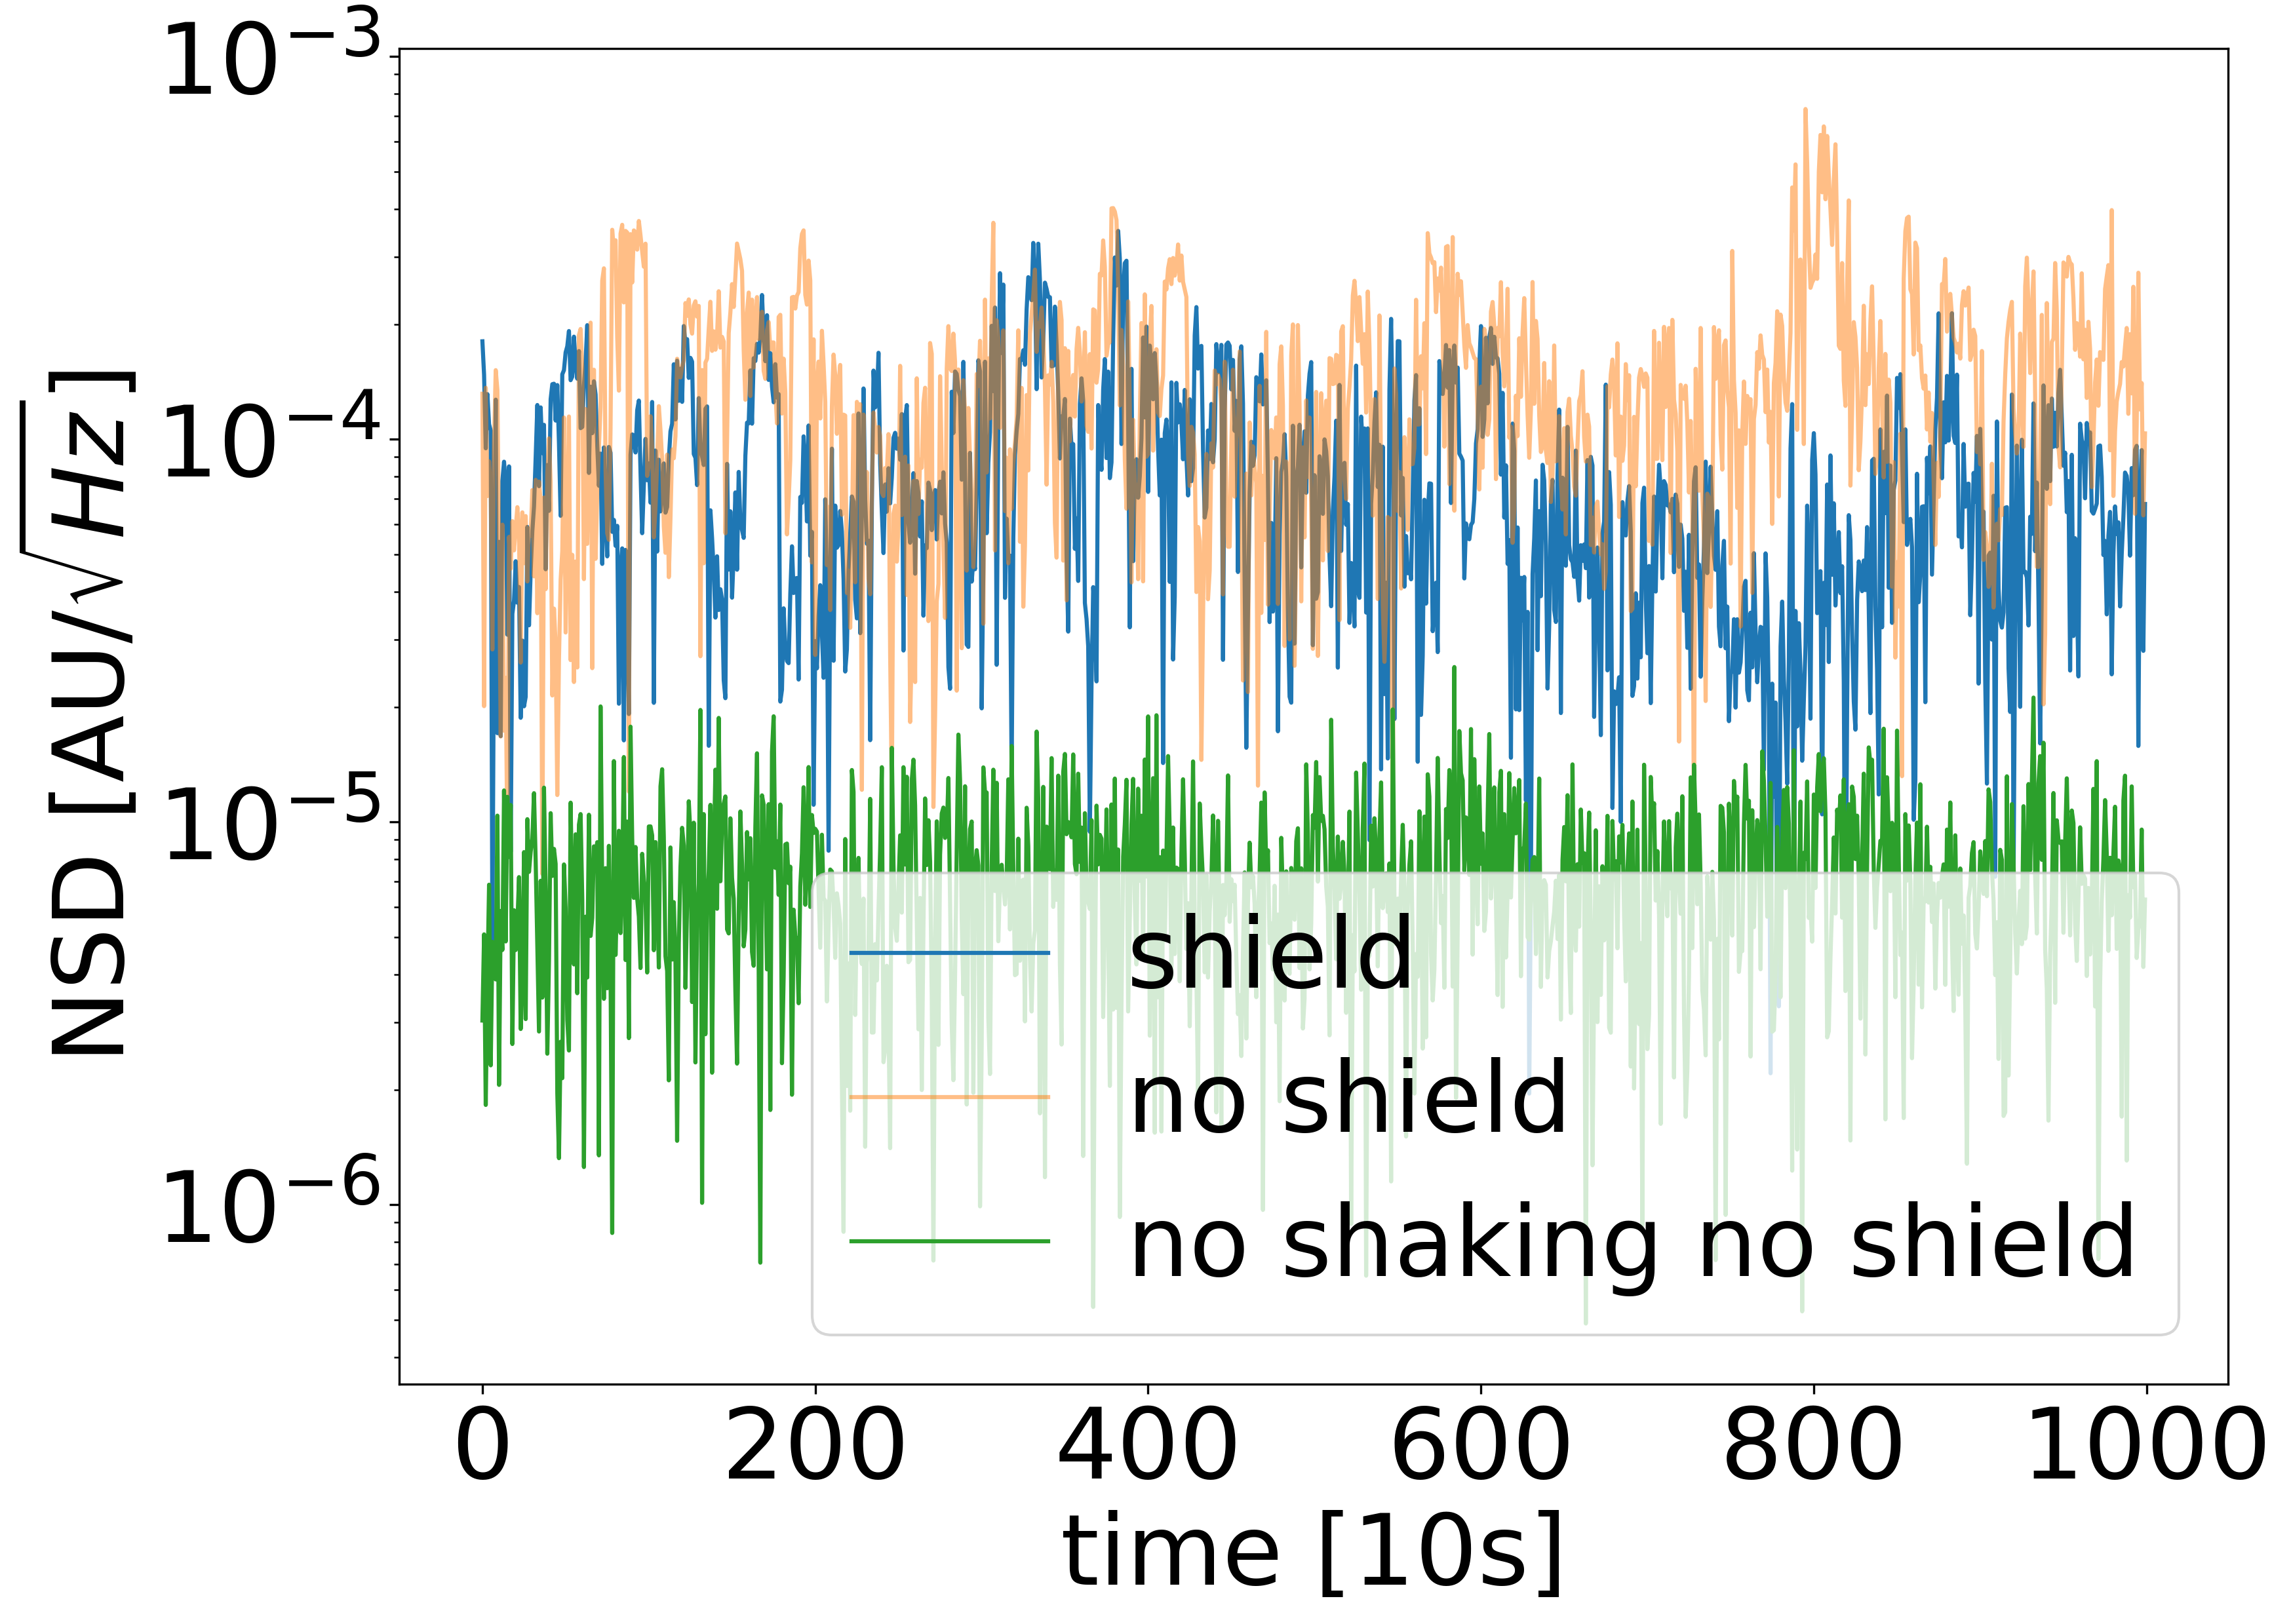 10⁻³
10⁻⁴
10⁻⁵
10⁻⁶
NSD [AU/√Hz]
shield
no shield
no shaking no shield
0 200 400 600 800 1000
time [10s]